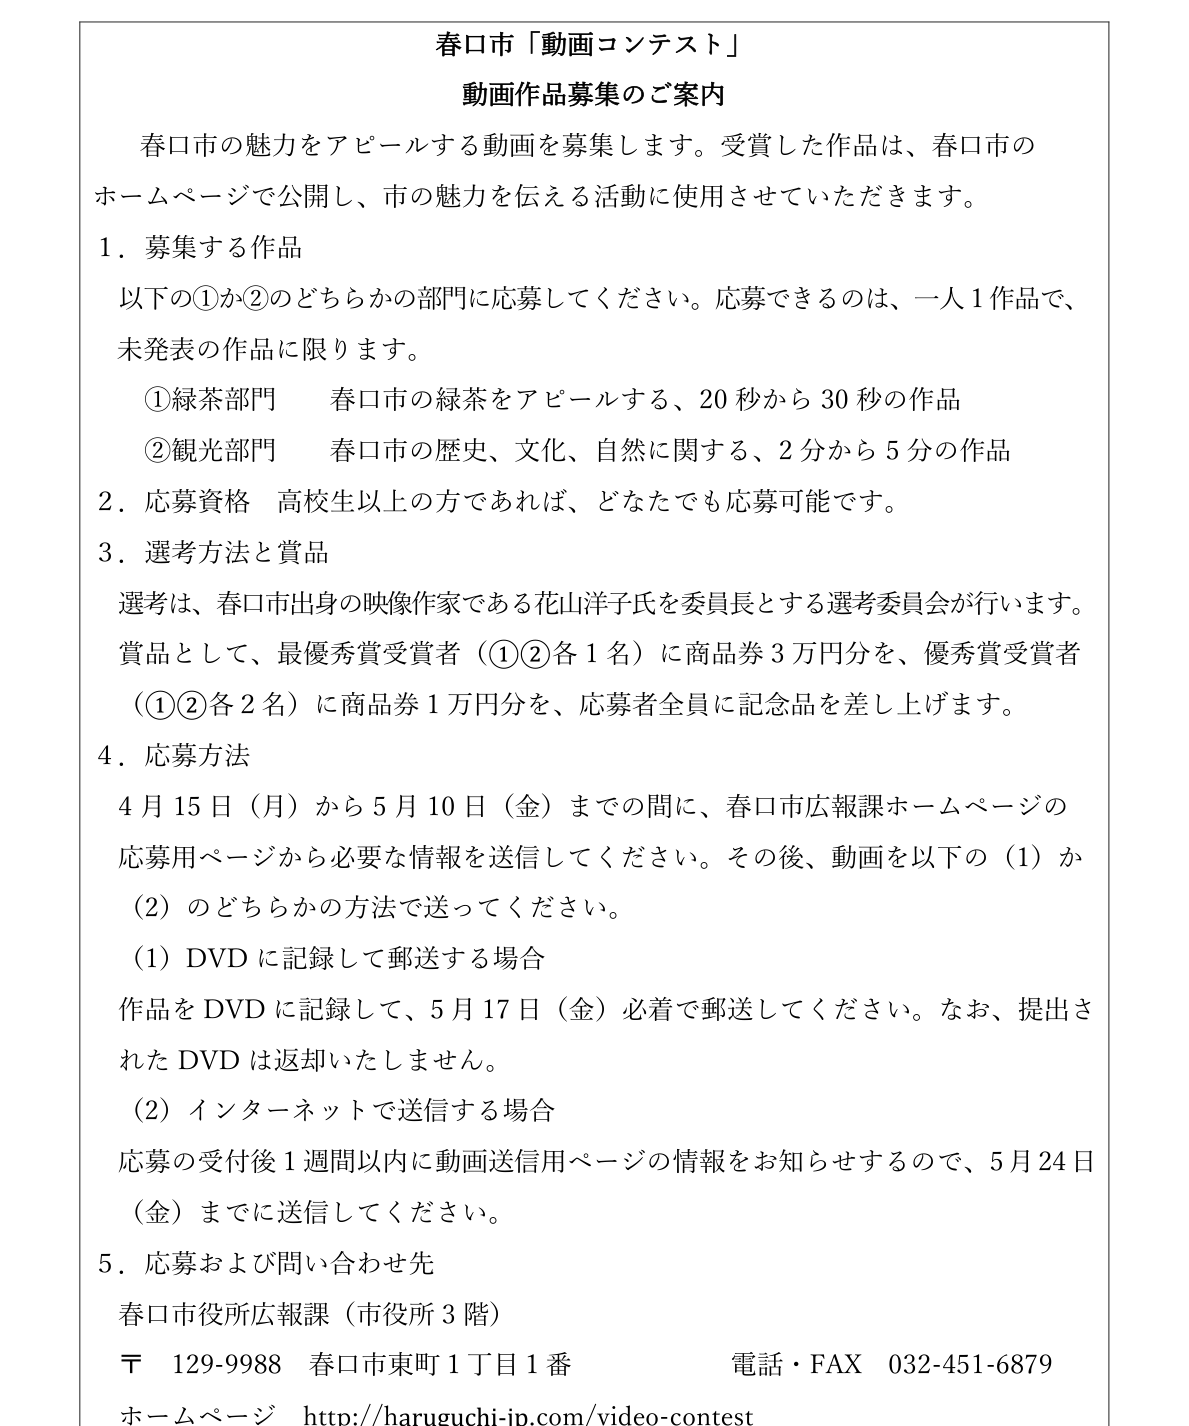 春口市「動画コンテスト」
動画作品募集のご案内
春口市の魅力をアピールする動画を募集します。受賞した作品は、春口市の
ホームページで公開し、市の魅力を伝える活動に使用させていただきます。
１．募集する作品
以下の①か②のどちらかの部門に応募してください。応募できるのは、一人 1 作品で、
未発表の作品に限ります。
①緑茶部門　　春口市の緑茶をアピールする、20 秒から 30 秒の作品
②観光部門　　春口市の歴史、文化、自然に関する、2 分から 5 分の作品
２．応募資格　高校生以上の方であれば、どなたでも応募可能です。
３．選考方法と賞品
選考は、春口市出身の映像作家である花山洋子氏を委員長とする選考委員会が行います。
賞品として、最優秀賞受賞者（①②各 1 名）に商品券 3 万円分を、優秀賞受賞者
（①②各 2 名）に商品券 1 万円分を、応募者全員に記念品を差し上げます。
４．応募方法
4 月 15 日（月）から 5 月 10 日（金）までの間に、春口市広報課ホームページの
応募用ページから必要な情報を送信してください。その後、動画を以下の（1）か
（2）のどちらかの方法で送ってください。
（1）DVD に記録して郵送する場合
作品を DVD に記録して、5 月 17 日（金）必着で郵送してください。なお、提出さ
れた DVD は返却いたしません。
（2）インターネットで送信する場合
応募の受付後 1 週間以内に動画送信用ページの情報をお知らせするので、5 月 24 日
（金）までに送信してください。
５．応募および問い合わせ先
春口市役所広報課（市役所 3 階）
〒　129-9988　春口市東町 1 丁目 1 番　　　　　　電話・FAX　032-451-6879
ホームページ　http://haruguchi-jp.com/video-contest